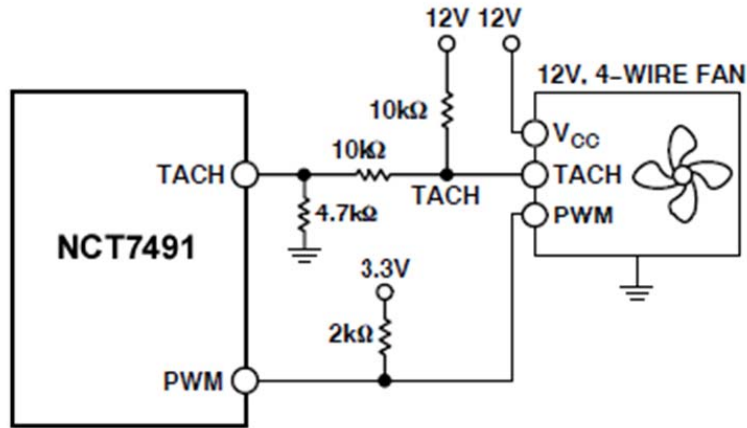 12V 12V
12V, 4–WIRE FAN
10kΩ
VCC
10kΩ
TACH
TACH
TACH
4.7kΩ
PWM
NCT7491
3.3V
2kΩ
PWM